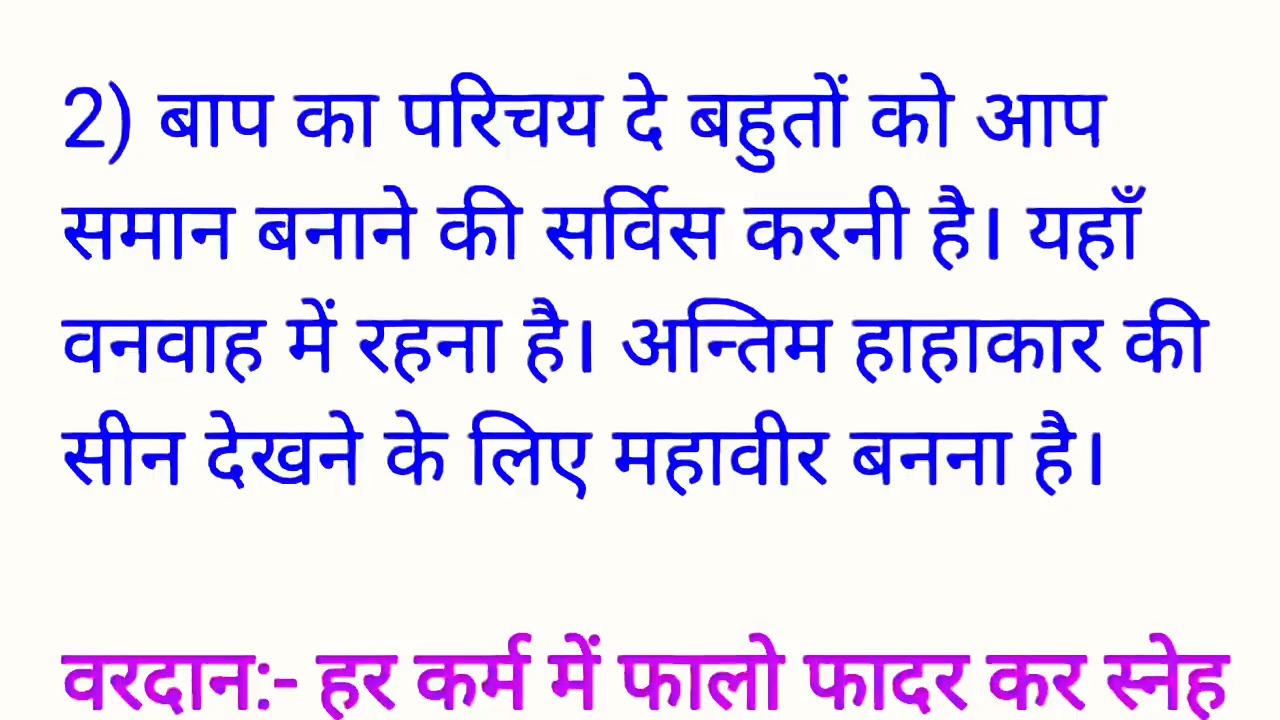 2) बाप का परिचय दे बहुतों को आप
समान बनाने की सर्विस करनी है। यहाँ
वनवाह में रहना है। अन्तिम हाहाकार की
सीन देखने के लिए महावीर बनना है।
वरदान:- हर कर्म में फालो फादर कर स्नेह